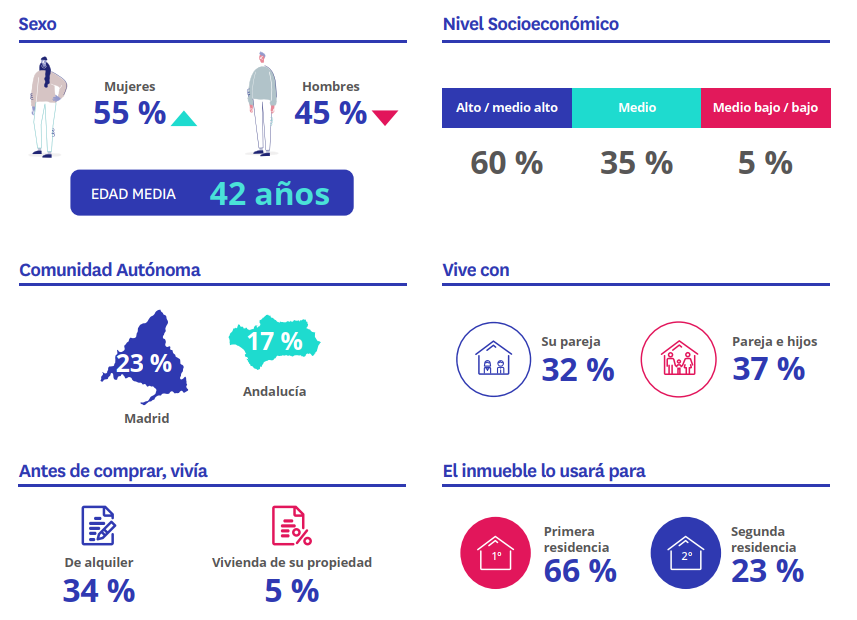 Sexo
Mujeres
55 %
Hombres
45 %
EDAD MEDIA 42 años
Nivel Socioeconómico
Alto / medio alto
Medio
Medio bajo / bajo
60 %
35 %
5 %
Comunidad Autónoma
23 %
Madrid
17 %
Andalucía
Vive con
Su pareja
32 %
Pareja e hijos
37 %
Antes de comprar, vivía
De alquiler
34 %
Vivienda de su propiedad
5 %
El inmueble lo usará para
1º
Primera
residencia
66 %
2º
Segunda
residencia
23 %